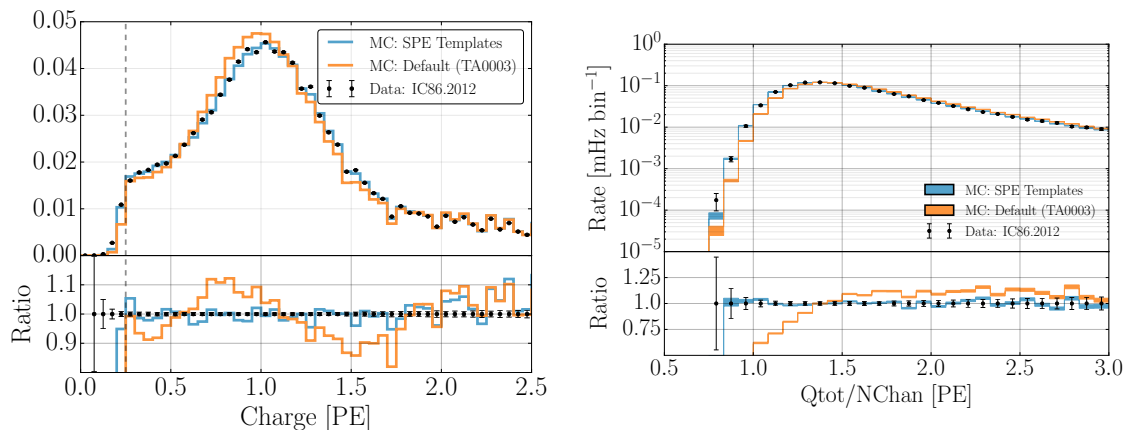 0.05
0.04
0.03
0.02
0.01
0.00
MC: SPE Templates
MC: Default (TA0003)
Data: IC86.2012
1.1
1.0
0.9
Ratio
0.0 0.5 1.0 1.5 2.0 2.5
Charge [PE]
10⁰
10⁻¹
10⁻²
10⁻³
10⁻⁴
10⁻⁵
Rate [mHz bin⁻¹]
MC: SPE Templates
MC: Default (TA0003)
Data: IC86.2012
1.25
1.00
0.75
Ratio
0.5 1.0 1.5 2.0 2.5 3.0
Qtot/NChan [PE]